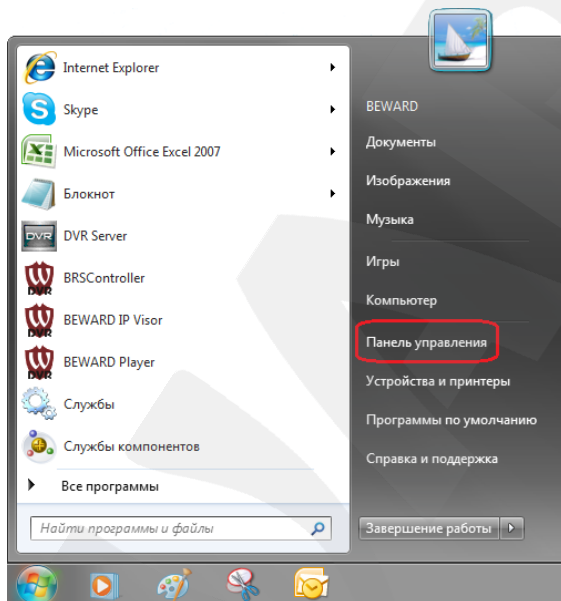 Internet Explorer
Skype
Microsoft Office Excel 2007
Блокнот
DVR Server
BRSController
BEWARD IP Visor
BEWARD Player
Службы
Службы компонентов
Все программы
Найти программы и файлы
BEWARD
Документы
Изображения
Музыка
Игры
Компьютер
Панель управления
Устройства и принтеры
Программы по умолчанию
Справка и поддержка
Завершение работы